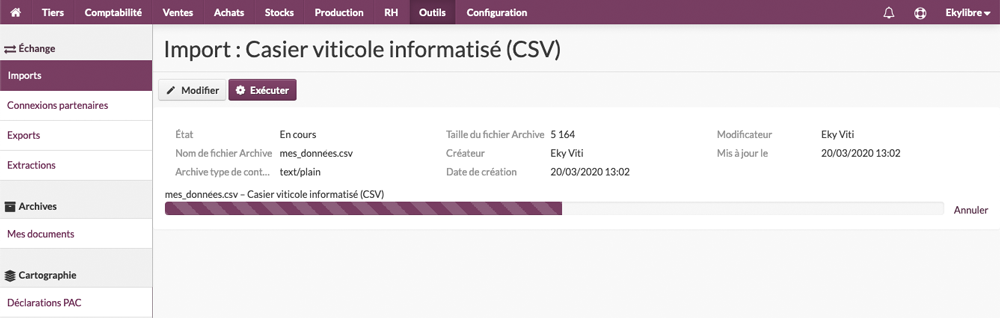 Tiers Comptabilité Ventes Achats Stocks Production RH Outils Configuration Ekylibre
Échange
Imports
Connexions partenaires
Exports
Extractions
Archives
Mes documents
Cartographie
Déclarations PAC
Import : Casier viticole informatisé (CSV)
Modifier Exécuter
État En cours Taille du fichier Archive 5 164 Modificateur Eky Viti
Nom de fichier Archive mes_données.csv Créateur Eky Viti Mis à jour le 20/03/2020 13:02
Archive type de cont... text/plain Date de création 20/03/2020 13:02
mes_données.csv – Casier viticole informatisé (CSV)
Annuler